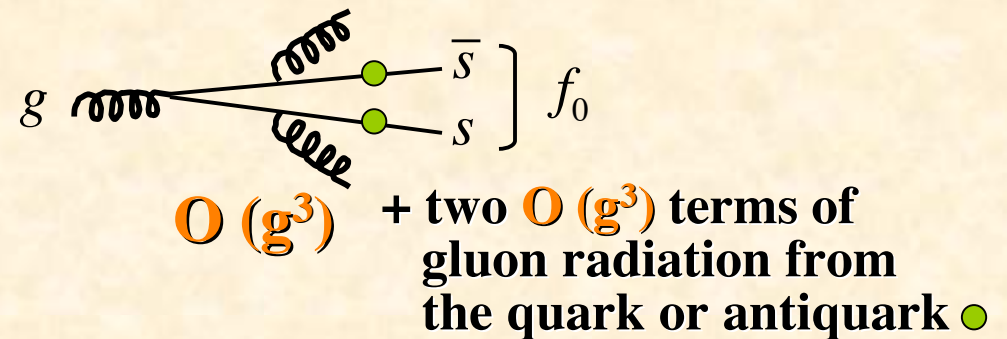 g
s̅
s
f₀
O (g³)
+ two O (g³) terms of
gluon radiation from
the quark or antiquark